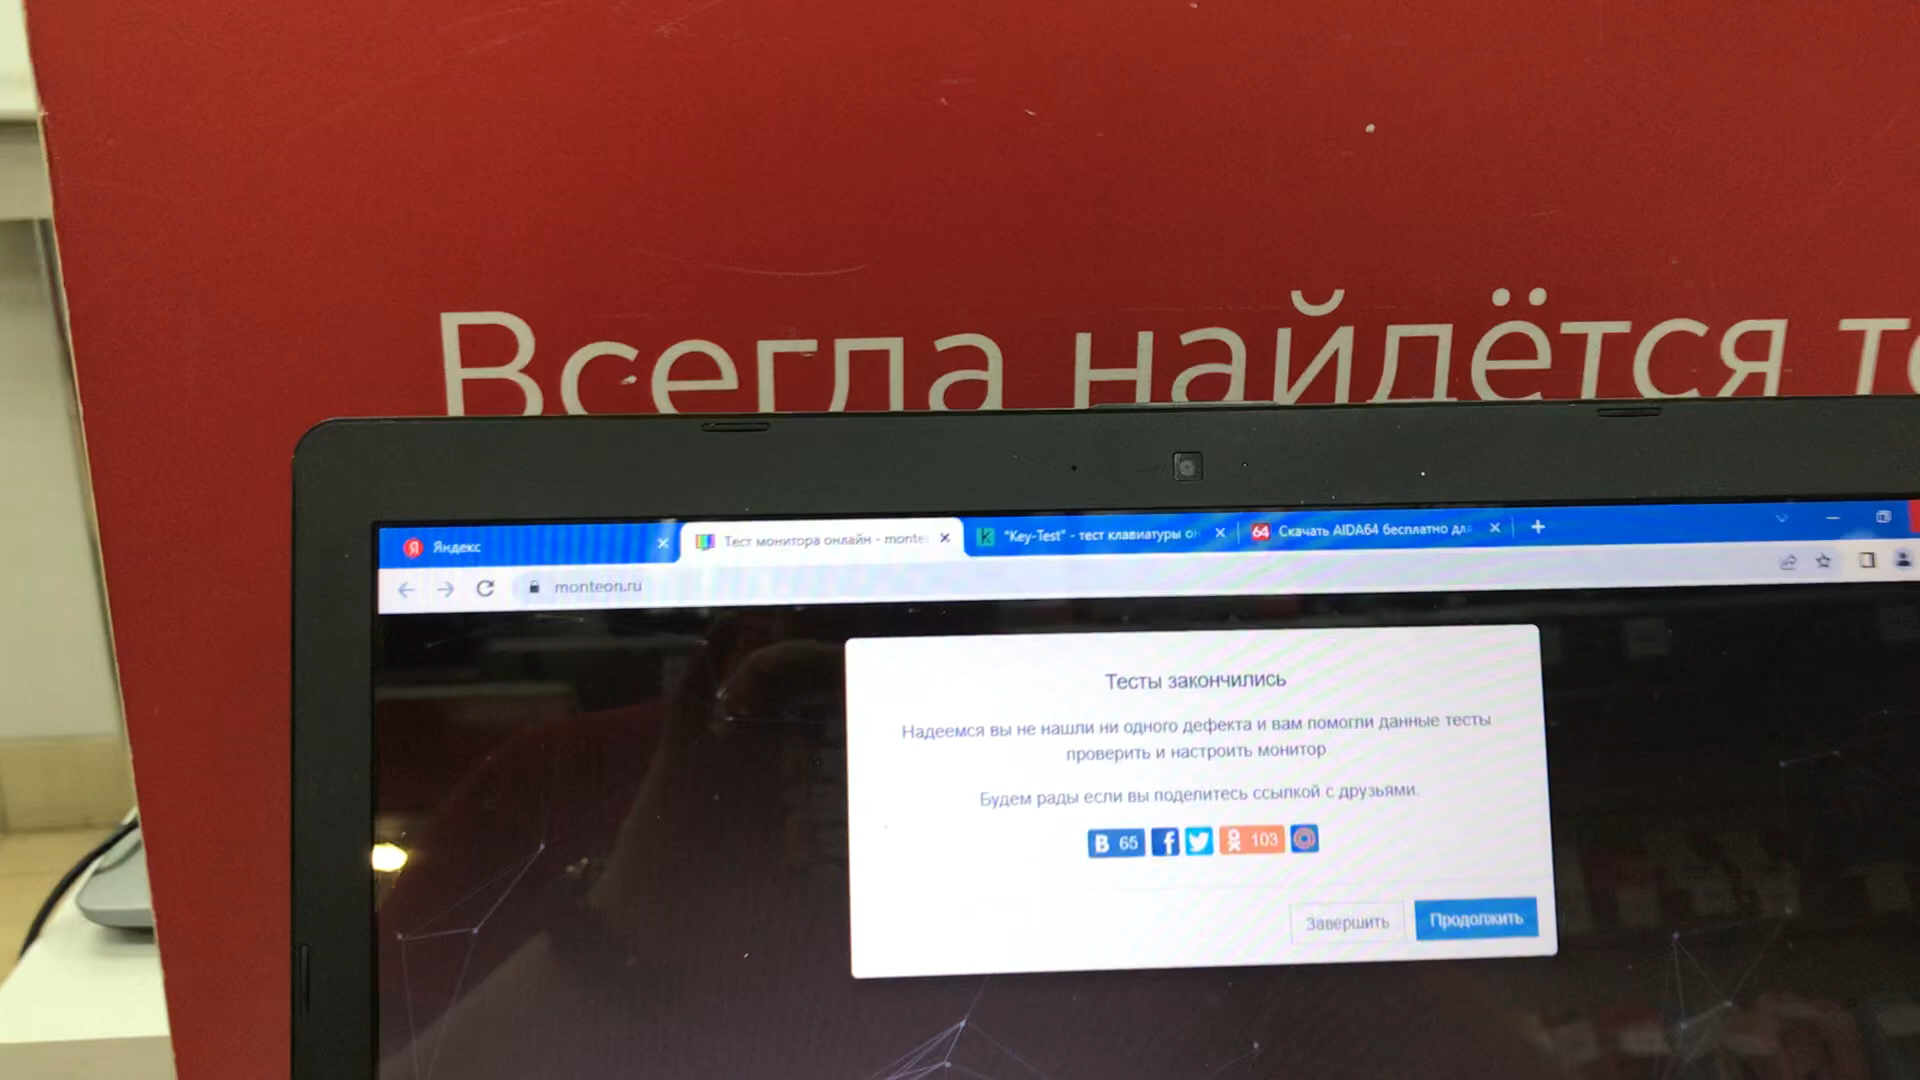 Всегда найдётся
Яндекс
Тест монитора онлайн - monte
"Key-Test" - тест клавиатуры он
64 Скачать AIDA64 бесплатно для
monteon.ru
Тесты закончились
Надеемся вы не нашли ни одного дефекта и вам помогли данные тесты
проверить и настроить монитор
Будем рады если вы поделитесь ссылкой с друзьями.
65
103
Завершить
Продолжить